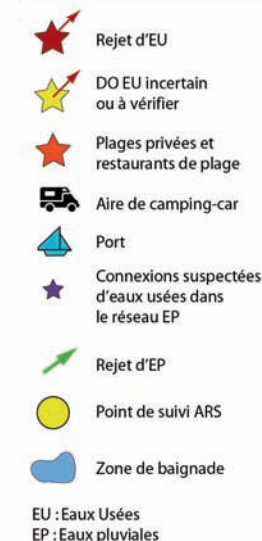 Rejet d'EU
DO EU incertain
ou à vérifier
Plages privées et
restaurants de plage
Aire de camping-car
Port
Connexions suspectées
d'eaux usées dans
le réseau EP
Rejet d'EP
Point de suivi ARS
Zone de baignade
EU : Eaux Usées
EP : Eaux pluviales